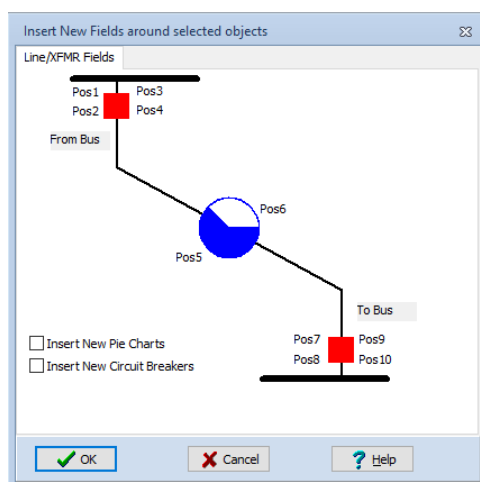 Insert New Fields around selected objects
Line/XFMR Fields
Pos1 Pos3
Pos2 Pos4
From Bus
Pos6
Pos5
To Bus
Pos7 Pos9
Pos8 Pos10
Insert New Pie Charts
Insert New Circuit Breakers
OK Cancel ? Help